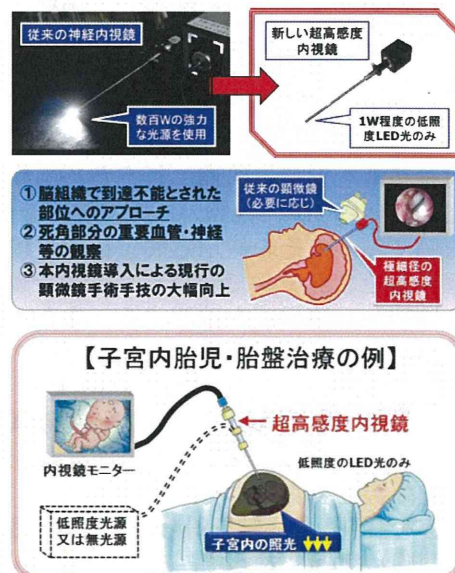 従来の神経内視鏡
数百Wの強力
な光源を使用
新しい超高感度
内視鏡
1W程度の低照
度LED光のみ
① 脳組織で到達不能とされた
部位へのアプローチ
② 死角部分の重要血管・神経
等の観察
③ 本内視鏡導入による現行の
顕微鏡手術手技の大幅向上
従来の顕微鏡
（必要に応じ）
極細径の
超高感度
内視鏡
【子宮内胎児・胎盤治療の例】
超高感度内視鏡
内視鏡モニター
低照度のLED光のみ
低照度光源
又は無光源
子宮内の照光